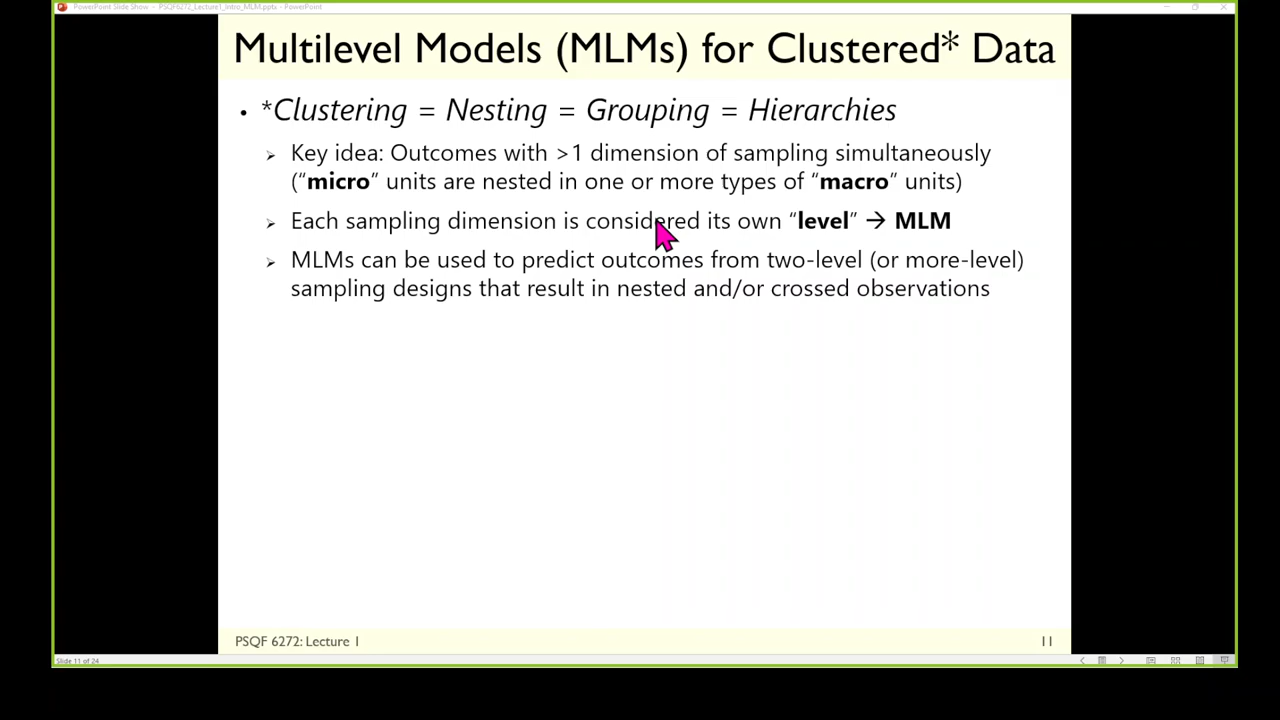 PowerPoint Slide Show - PSQF6272_Lecture1_Intro_MLM.pptx - PowerPoint
Multilevel Models (MLMs) for Clustered* Data
• *Clustering = Nesting = Grouping = Hierarchies
➢ Key idea: Outcomes with >1 dimension of sampling simultaneously
(“micro” units are nested in one or more types of “macro” units)
➢ Each sampling dimension is considered its own “level” → MLM
➢ MLMs can be used to predict outcomes from two-level (or more-level)
sampling designs that result in nested and/or crossed observations
PSQF 6272: Lecture 1
11
Slide 11 of 24